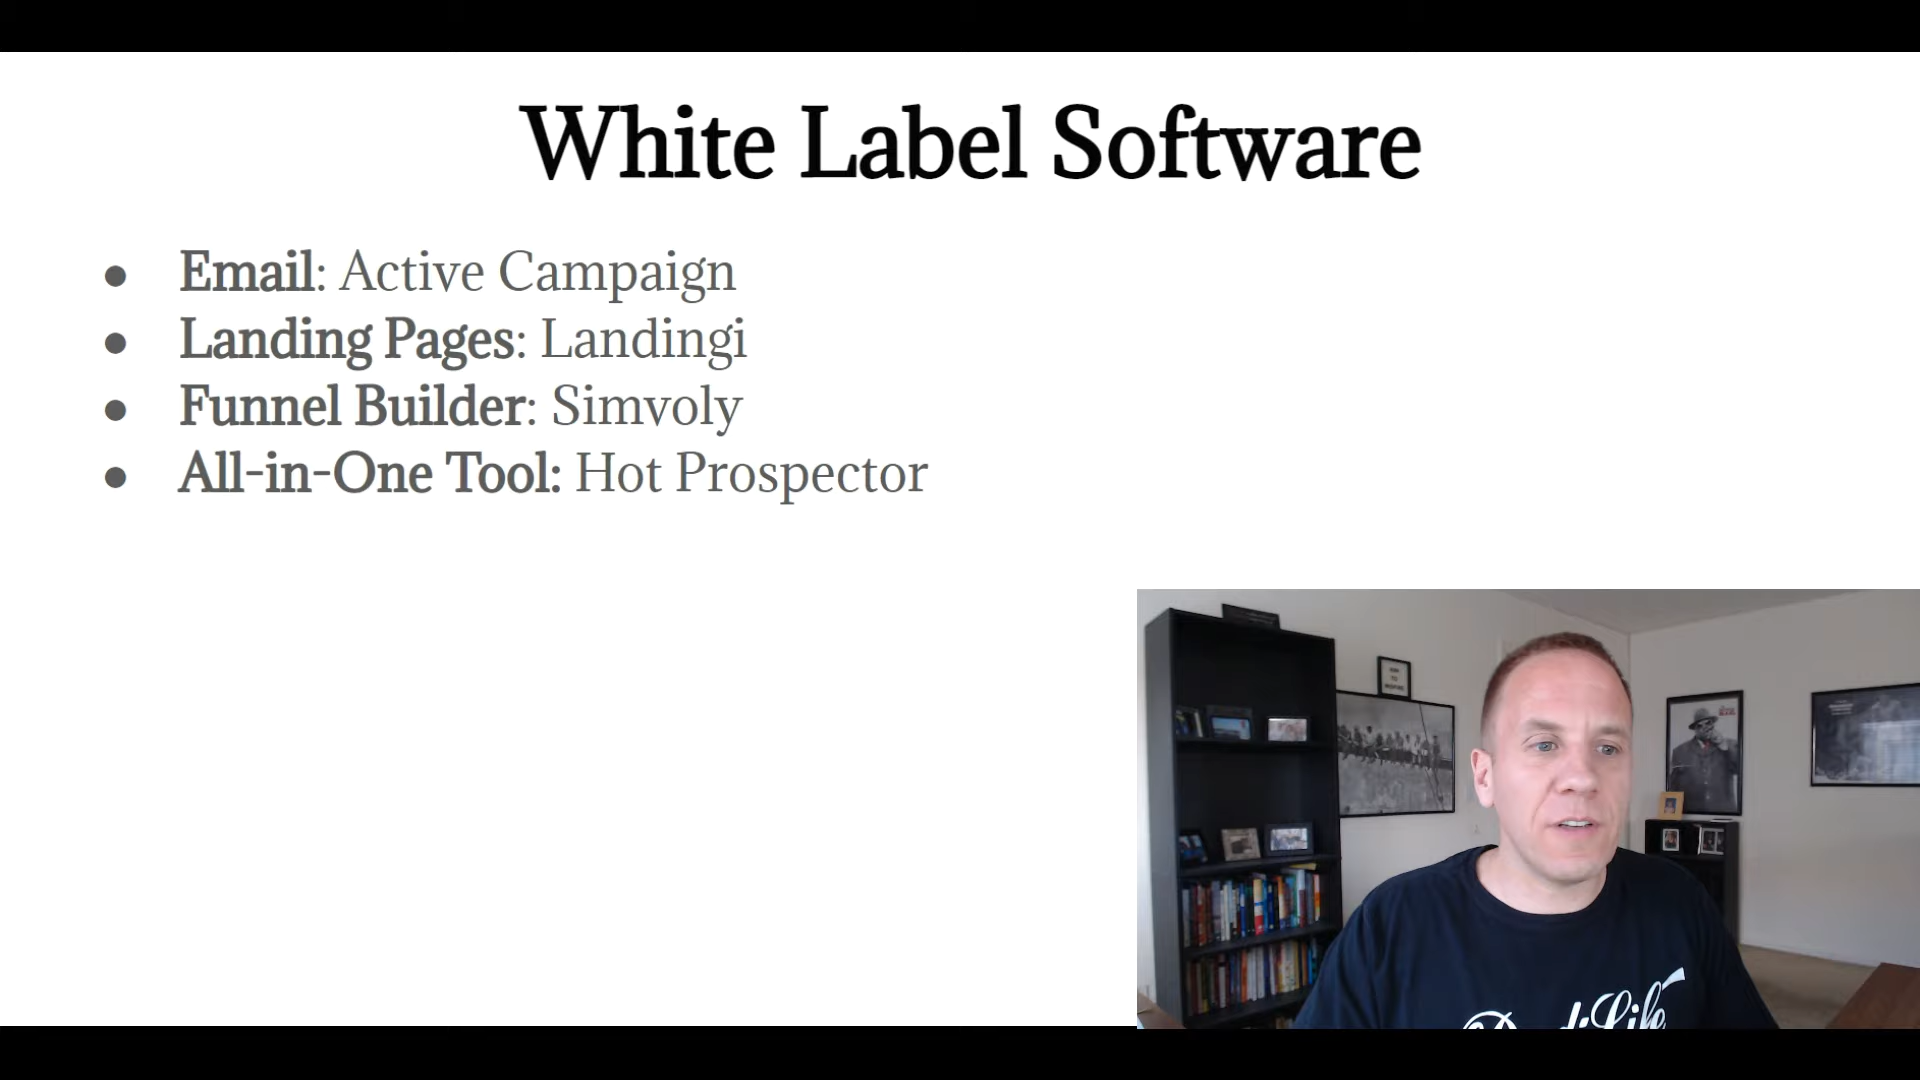 White Label Software
● Email: Active Campaign
● Landing Pages: Landingi
● Funnel Builder: Simvoly
● All-in-One Tool: Hot Prospector